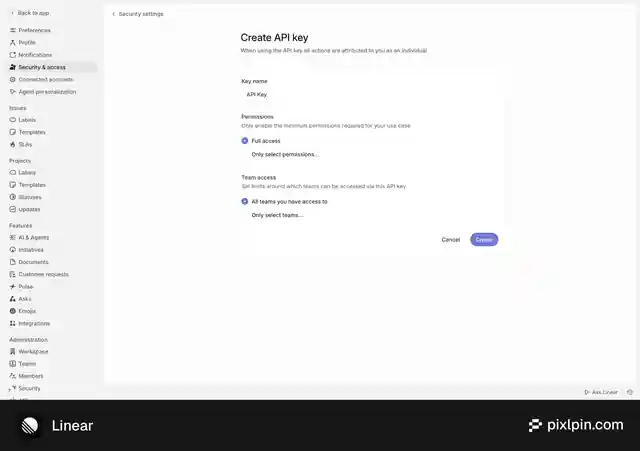 Back to app
Preferences
Profile
Notifications
Security & access
Connected accounts
Agent personalization
Issues
Labels
Templates
SLAs
Projects
Labels
Templates
Statuses
Updates
Features
AI & Agents
Initiatives
Documents
Customer requests
Pulse
Asks
Emojis
Integrations
Administration
Workspace
Teams
Members
Security
Security settings
Create API key
When using the API key all actions are attributed to you as an individual
Key name
API Key
Permissions
Only enable the minimum permissions required for your use case
Full access
Only select permissions...
Team access
Set limits around which teams can be accessed via this API key
All teams you have access to
Only select teams...
Cancel Create
Ask Linear
Linear
pixlpin.com